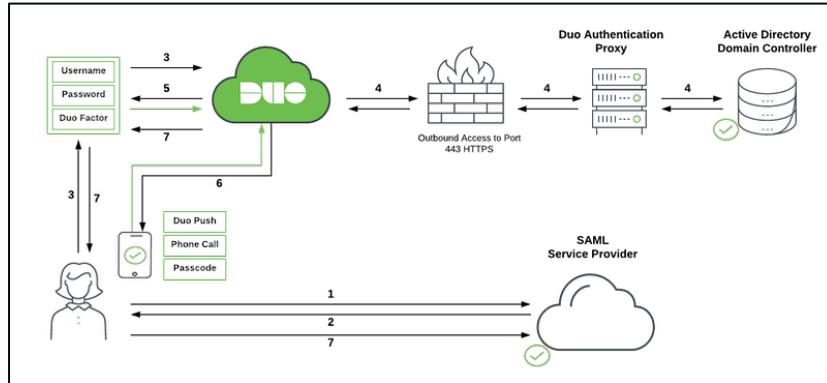 Username
Password
Duo Factor
3
5
7
DUO
4
Outbound Access to Port
443 HTTPS
4
Duo Authentication
Proxy
4
Active Directory
Domain Controller
3
7
6
Duo Push
Phone Call
Passcode
SAML
Service Provider
1
2
7